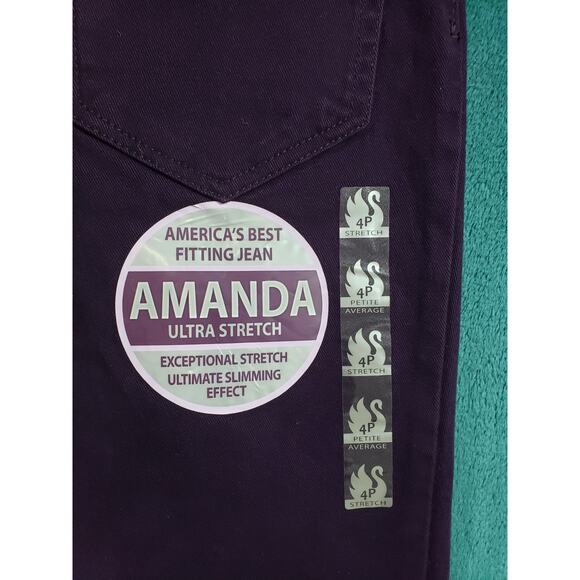 AMERICA'S BEST
FITTING JEAN
AMANDA
ULTRA STRETCH
EXCEPTIONAL STRETCH
ULTIMATE SLIMMING
EFFECT
4P
STRETCH
4P
PETITE
AVERAGE
4P
STRETCH
4P
PETITE
AVERAGE
4P
STRETCH